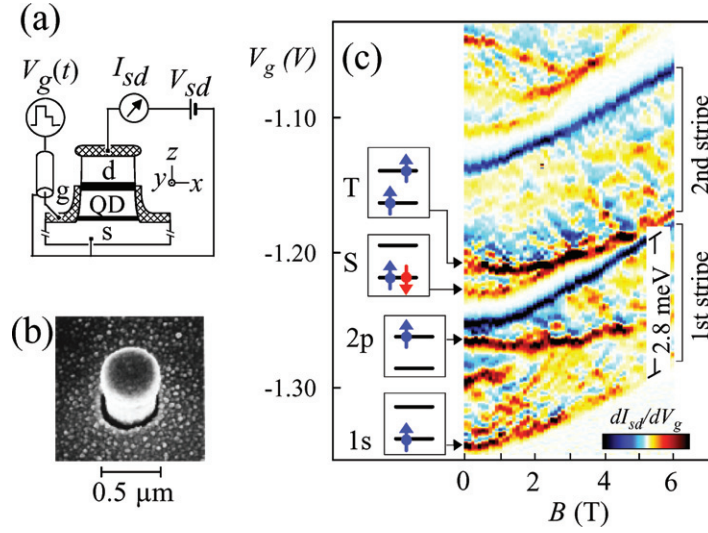 (a)
V_g(t)
I_sd
V_sd
d
g
QD
s
z
y
x
(b)
0.5 μm
V_g (V)
(c)
-1.10
-1.20
-1.30
T
S
2p
1s
2nd stripe
1st stripe
2.8 meV
dI_sd/dV_g
0
2
4
6
B (T)